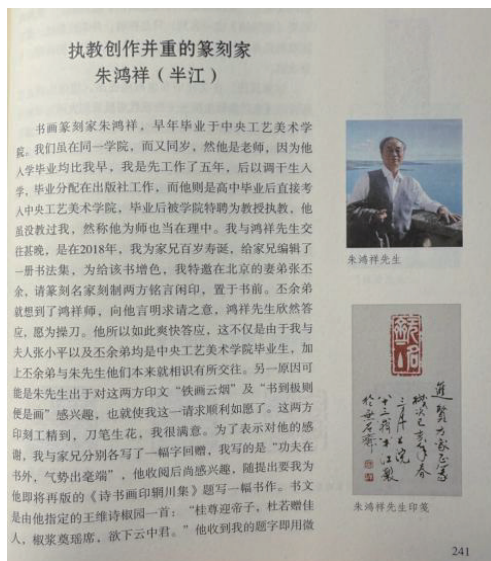 执教创作并重的篆刻家
朱鸿祥（半江）
书画篆刻家朱鸿祥，早年毕业于中央工艺美术学
院。我们虽在同一学院，而又同岁，然他是老师，因为他
入学毕业均比我早，我是先工作了五年，后以调干生入
学，毕业分配在出版社工作，而他则是高中毕业后直接考
入中央工艺美术学院，毕业后被学院特聘为教授执教，他
虽没教过我，然称他为师也当在理中。我与鸿祥先生交
往甚晚，是在2018年，我为家兄百岁寿诞，给家兄编辑了
一册书法集，为给该书增色，我特邀在北京的妻弟张丕
余，请篆刻名家刻制两方铭言闲印，置于书前。丕余弟
就想到了鸿祥师，向他言明求请之意，鸿祥先生欣然答
应，愿为操刀。他所以如此爽快答应，这不仅是由于我与
夫人张小平以及丕余弟均是中央工艺美术学院毕业生，加
上丕余弟与朱先生他们本来就相识有所交往。另一原因可
能是朱先生出于对这两方印文“铁画云烟”及“书到极则
便是画”感兴趣，也就使我这一请求顺利如愿了。这两方
印刻工精到，刀笔生花，我很满意。为了表示对他的感
谢，我与家兄分别各写了一幅字回赠，我写的是“功夫在
书外，气势出毫端”，他收阅后尚感兴趣，随提出要我为
他即将再版的《诗书画印辋川集》题写一幅书作。书文
是由他指定的王维诗椒园一首：“桂尊迎帝子，杜若赠佳
人，椒浆奠瑶席，欲下云中君。”他收到我的题字即用微
朱鸿祥先生
朱鸿祥先生印笺
241